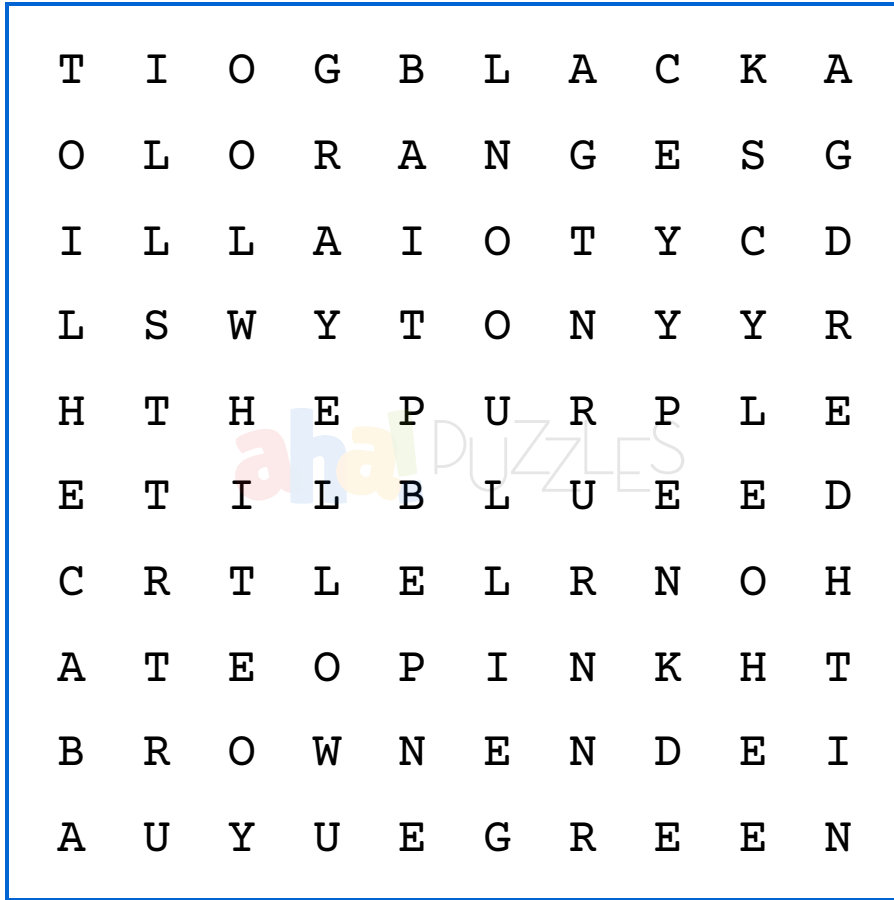 T I O G B L A C K A
O L O R A N G E S G
I L L A I O T Y C D
L S W Y T O N Y Y R
H T H E P U R P L E
aha! PUZZLES
E T I L B L U E E D
C R T L E L R N O H
A T E O P I N K H T
B R O W N E N D E I
A U Y U E G R E E N